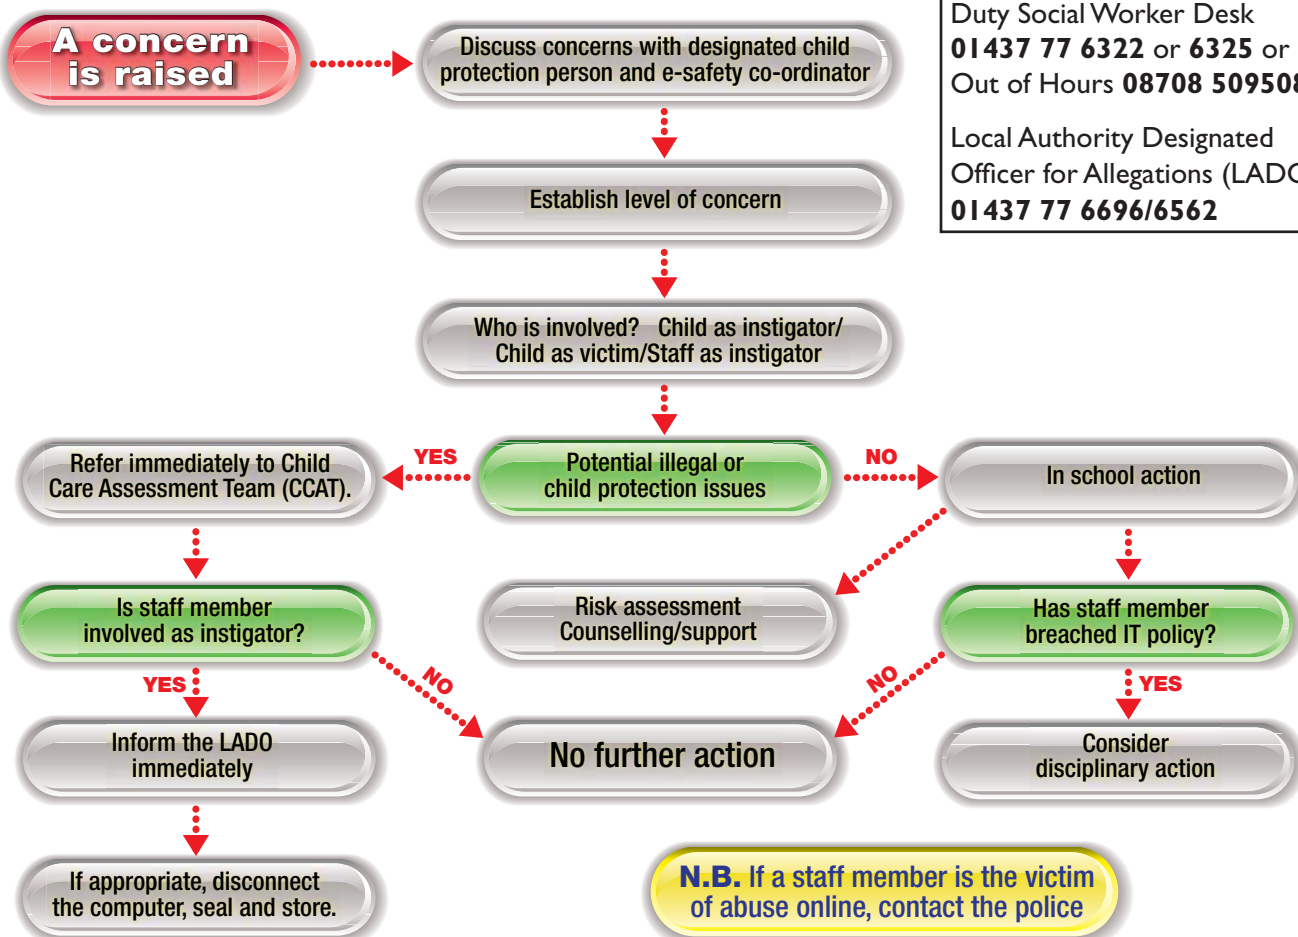 A concern
is raised
Discuss concerns with designated child
protection person and e-safety co-ordinator
Duty Social Worker Desk
01437 77 6322 or 6325 or
Out of Hours 08708 509508
Local Authority Designated
Officer for Allegations (LADO
01437 77 6696/6562
Establish level of concern
Who is involved? Child as instigator/
Child as victim/Staff as instigator
Refer immediately to Child
Care Assessment Team (CCAT).
YES
Potential illegal or
child protection issues
NO
In school action
Is staff member
involved as instigator?
Risk assessment
Counselling/support
Has staff member
breached IT policy?
YES
NO
NO
YES
Inform the LADO
immediately
No further action
Consider
disciplinary action
If appropriate, disconnect
the computer, seal and store.
N.B. If a staff member is the victim
of abuse online, contact the police